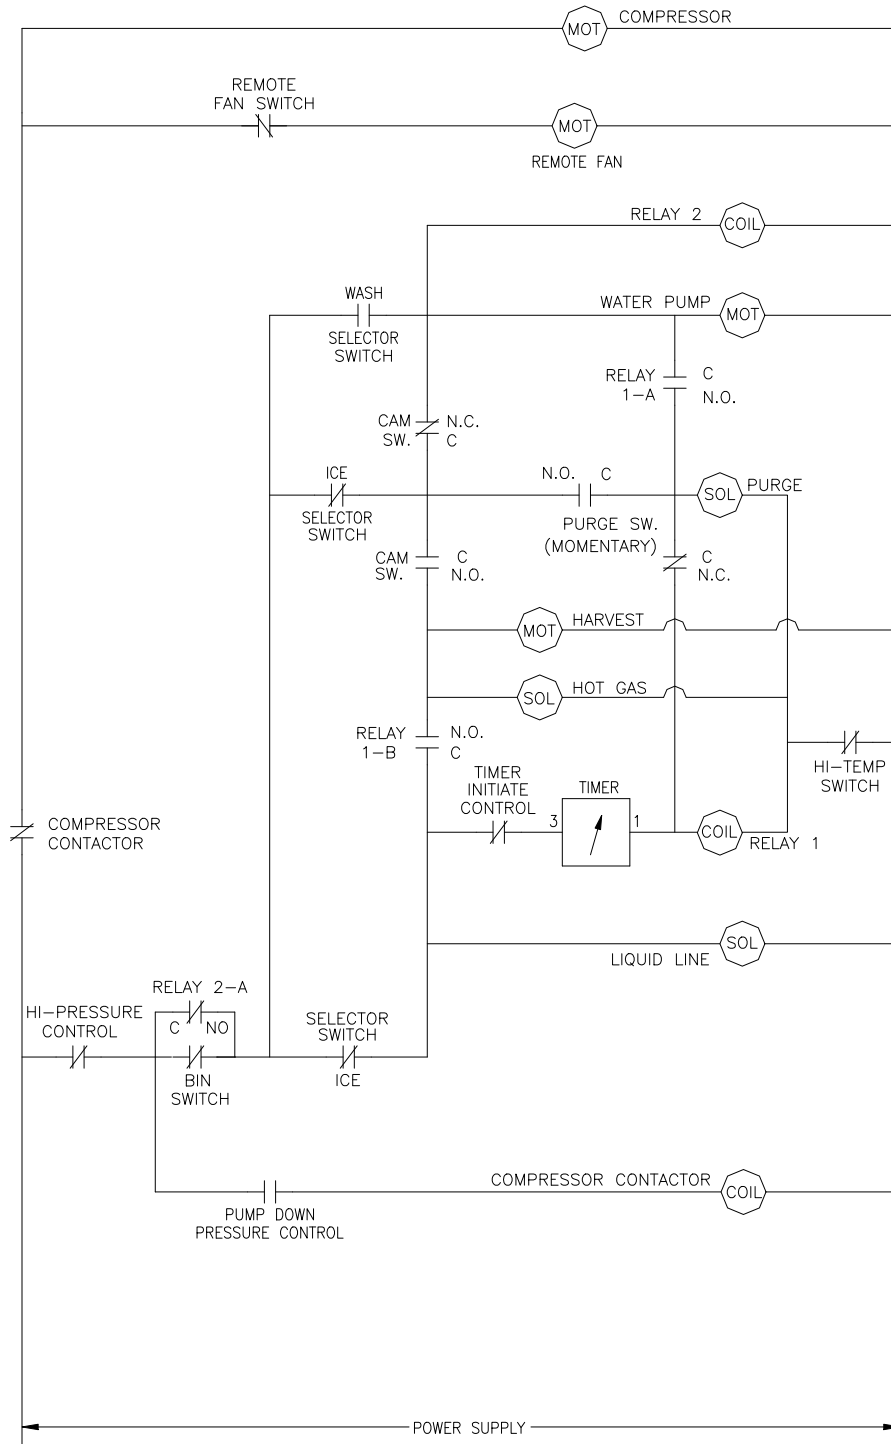 MOT COMPRESSOR
REMOTE
FAN SWITCH
MOT
REMOTE FAN
RELAY 2 COIL
WASH
SELECTOR
SWITCH
WATER PUMP MOT
RELAY
1-A
C
N.O.
CAM
SW.
N.C.
C
ICE
SELECTOR
SWITCH
N.O. C
PURGE SW.
(MOMENTARY)
SOL PURGE
CAM
SW.
C
N.O.
C
N.C.
MOT HARVEST
SOL HOT GAS
RELAY
1-B
N.O.
C
HI-TEMP
SWITCH
TIMER
INITIATE
CONTROL
TIMER
3 1
COIL RELAY 1
COMPRESSOR
CONTACTOR
LIQUID LINE SOL
RELAY 2-A
C NO
HI-PRESSURE
CONTROL
BIN
SWITCH
SELECTOR
SWITCH
ICE
PUMP DOWN
PRESSURE CONTROL
COMPRESSOR CONTACTOR COIL
POWER SUPPLY